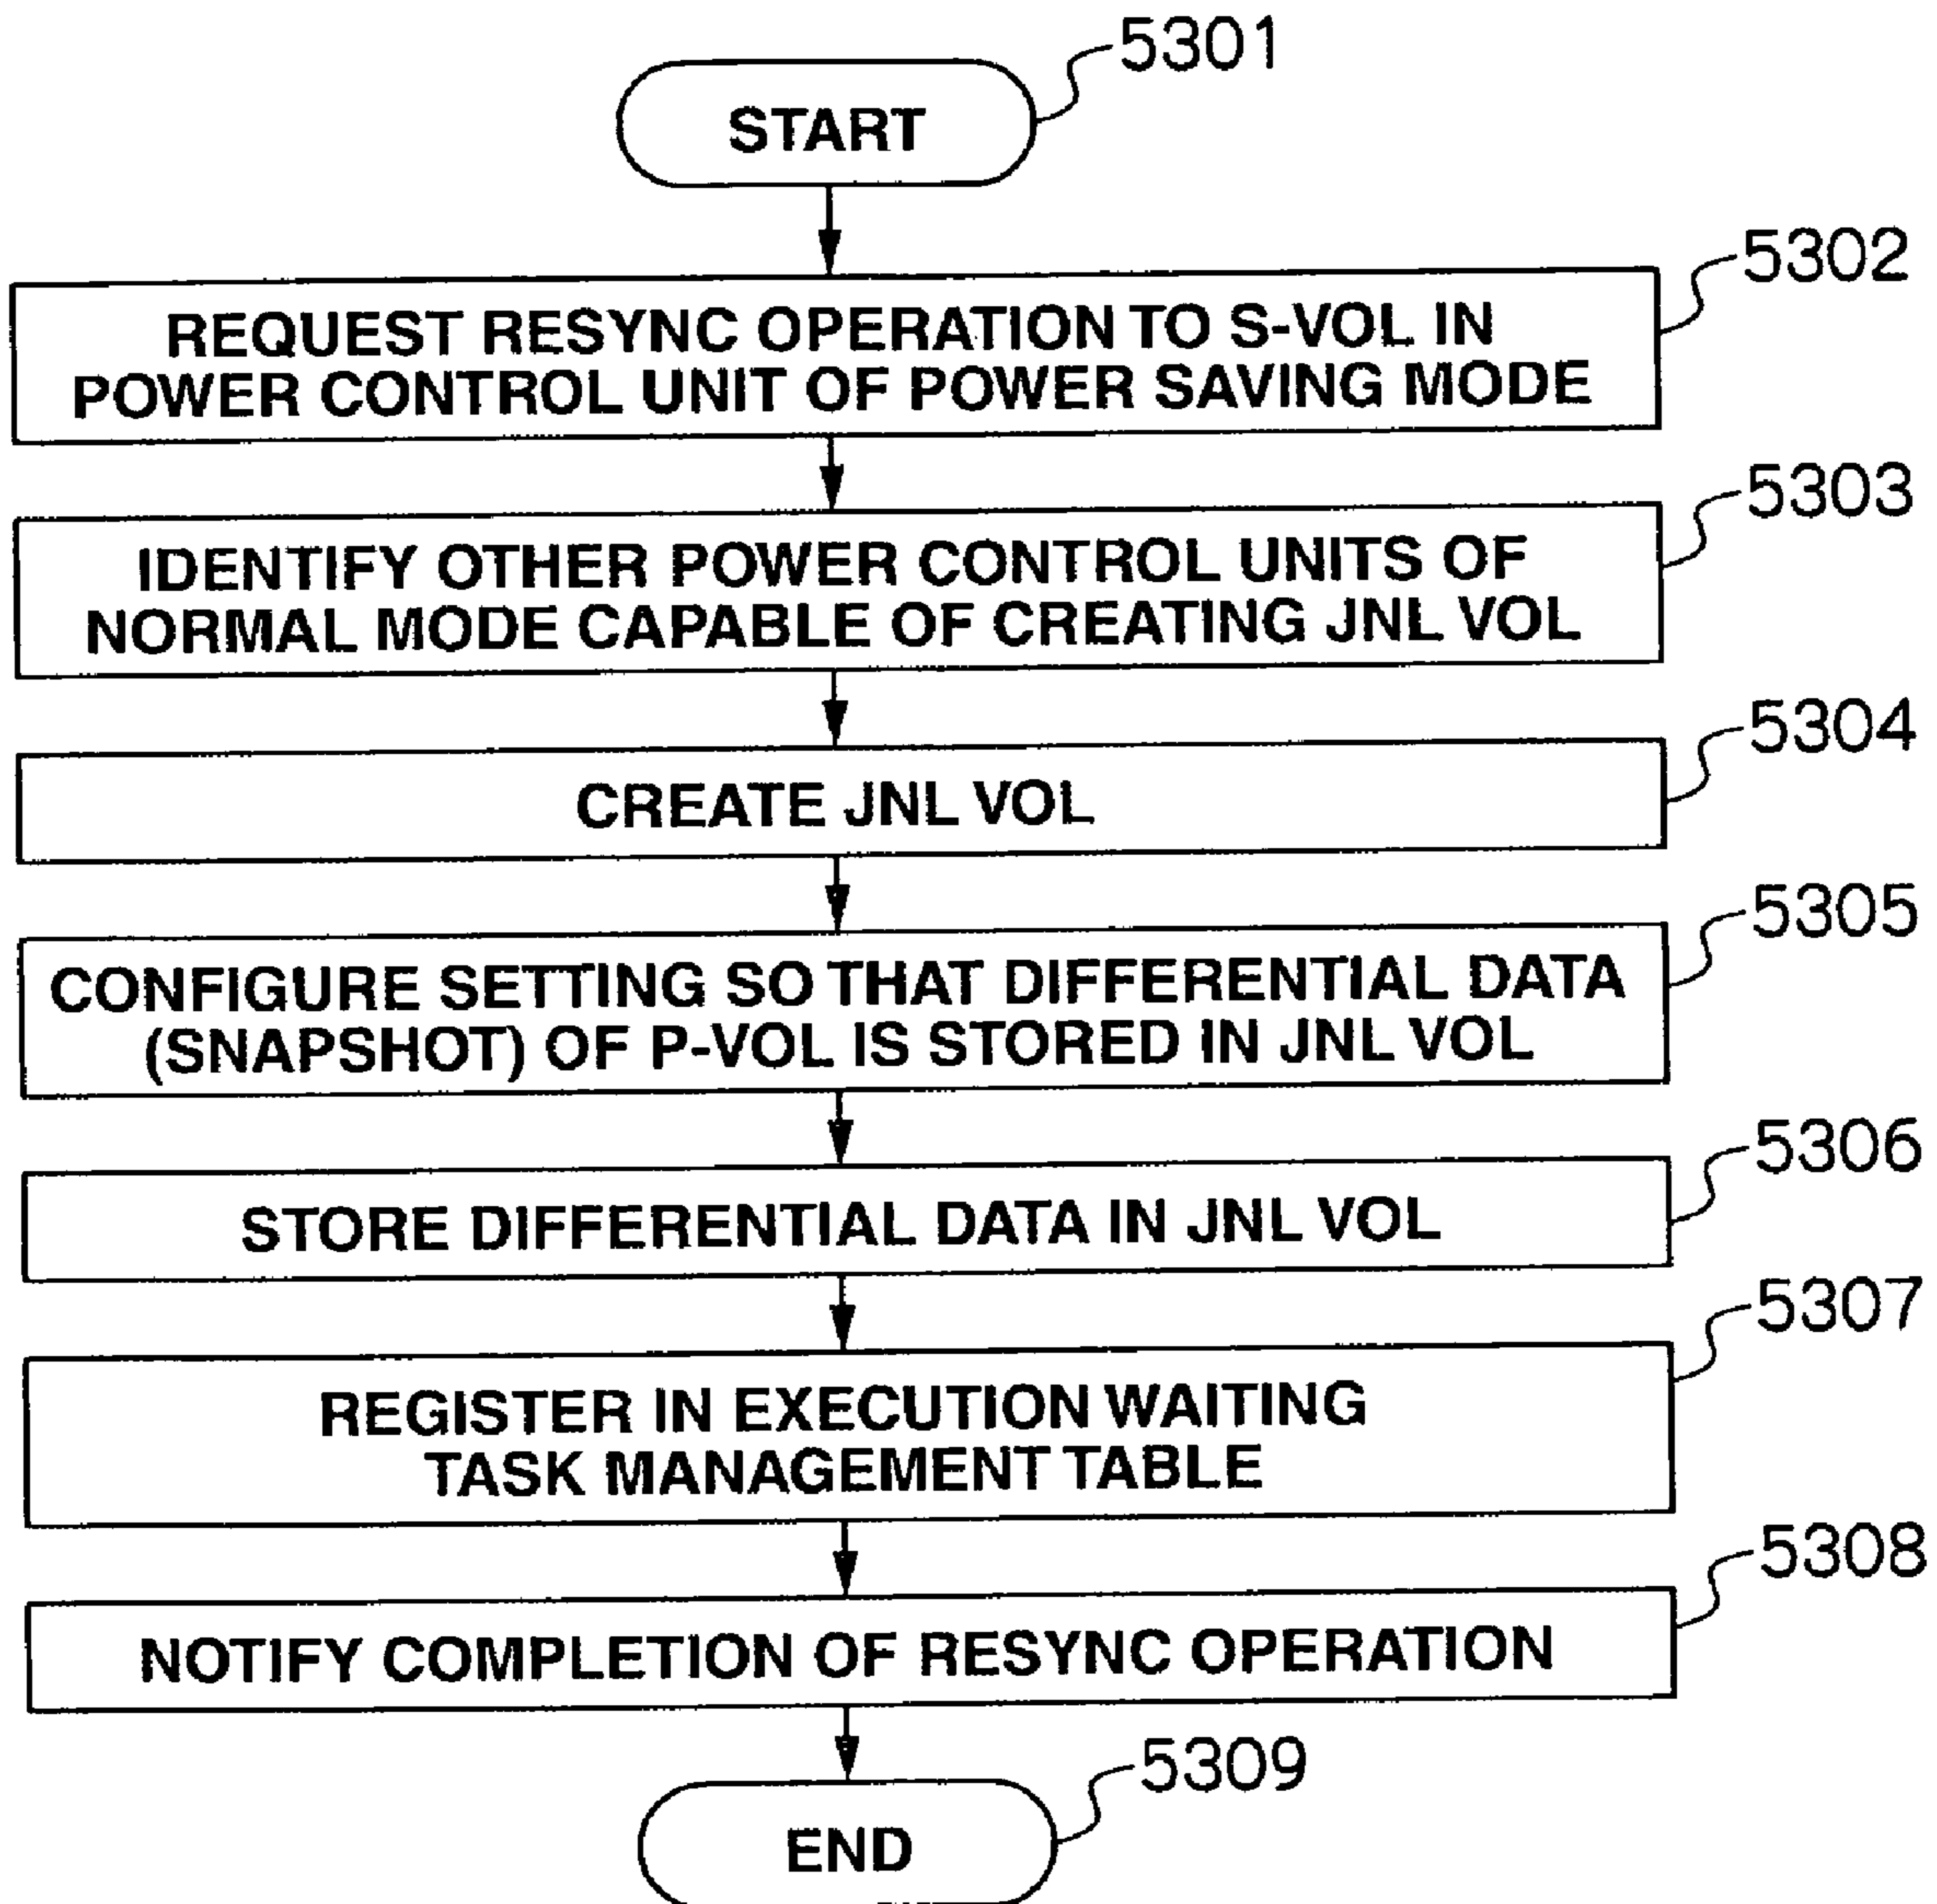 5301
START
5302
REQUEST RESYNC OPERATION TO S-VOL IN
POWER CONTROL UNIT OF POWER SAVING MODE
5303
IDENTIFY OTHER POWER CONTROL UNITS OF
NORMAL MODE CAPABLE OF CREATING JNL VOL
5304
CREATE JNL VOL
5305
CONFIGURE SETTING SO THAT DIFFERENTIAL DATA
(SNAPSHOT) OF P-VOL IS STORED IN JNL VOL
5306
STORE DIFFERENTIAL DATA IN JNL VOL
5307
REGISTER IN EXECUTION WAITING
TASK MANAGEMENT TABLE
5308
NOTIFY COMPLETION OF RESYNC OPERATION
5309
END